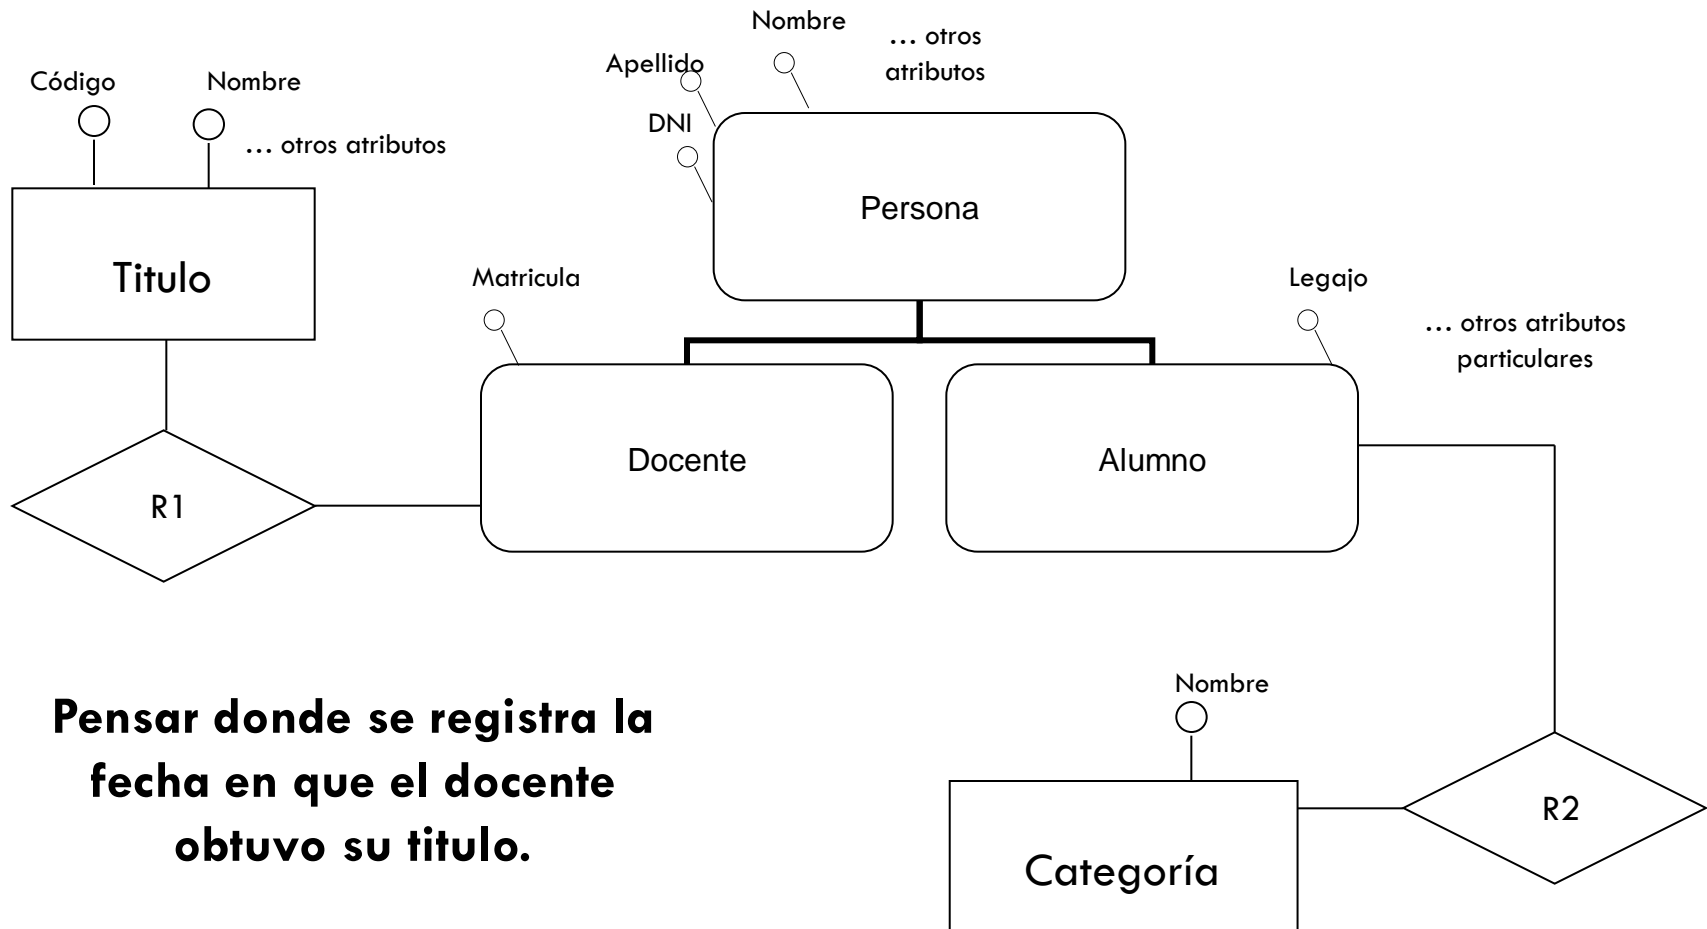 Nombre
… otros
atributos
Apellido
Código
Nombre
DNI
… otros atributos
Persona
Titulo
Matricula
Legajo
… otros atributos
particulares
Docente
Alumno
R1
Nombre
Pensar donde se registra la
fecha en que el docente
obtuvo su titulo.
R2
Categoría